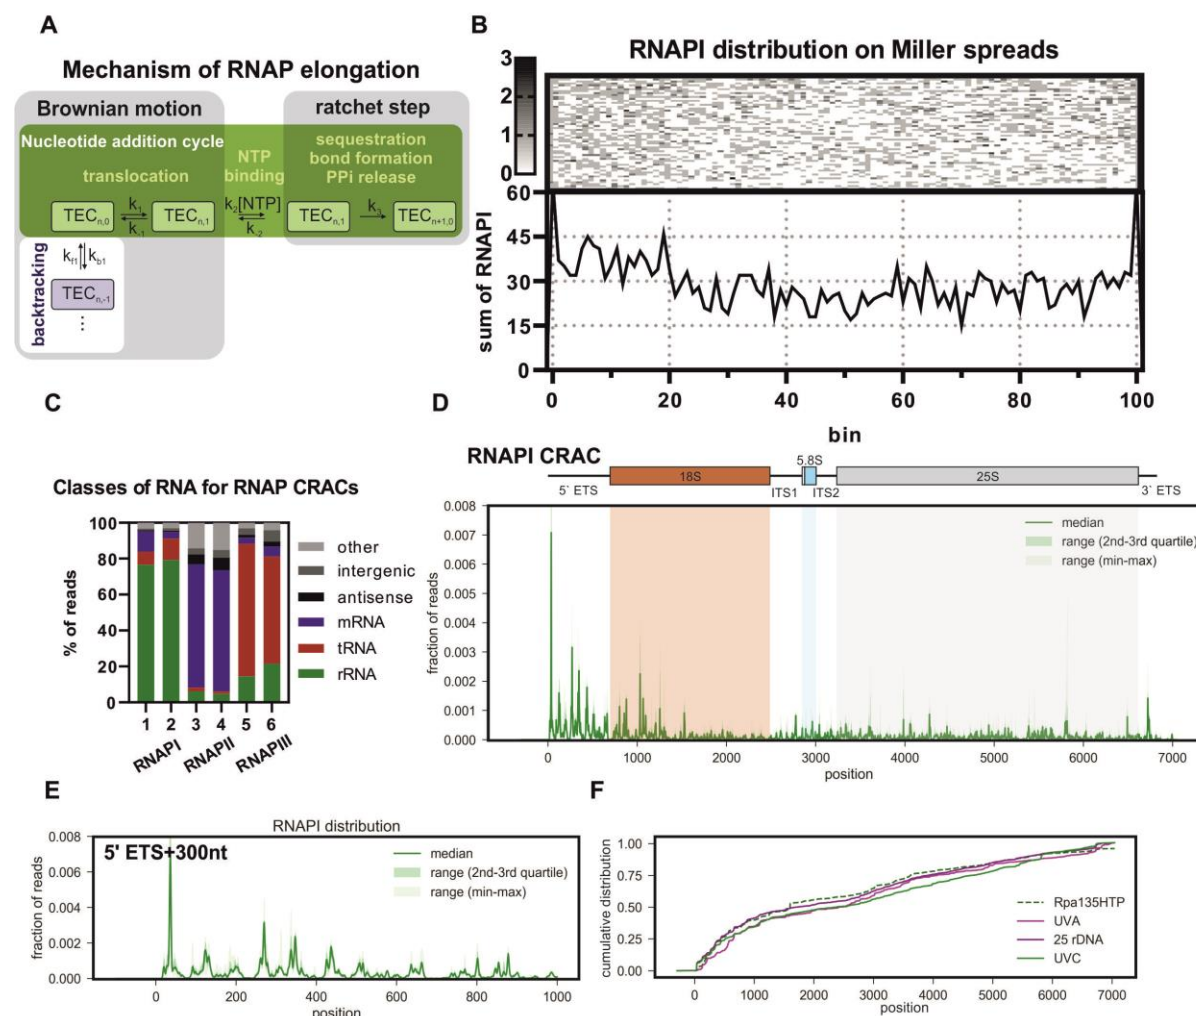 A
Mechanism of RNAP elongation
Brownian motion
ratchet step
Nucleotide addition cycle
translocation
NTP
binding
sequestration
bond formation
PPi release
TECn,0
k1
k-1
TECn,1
k2[NTP]
k-2
TECn,1
k3
TECn+1,0
backtracking
kf1
kb1
TECn,-1
⋮
B
RNAPI distribution on Miller spreads
3
2
1
0
sum of RNAPI
60
45
30
15
0
0 20 40 60 80 100
bin
C
Classes of RNA for RNAP CRACs
% of reads
100
80
60
40
20
0
1 2 3 4 5 6
RNAPI RNAPII RNAPIII
other
intergenic
antisense
mRNA
tRNA
rRNA
D
RNAPI CRAC
5` ETS
18S
ITS1
5.8S
ITS2
25S
3` ETS
fraction of reads
0.008
0.007
0.006
0.005
0.004
0.003
0.002
0.001
0.000
median
range (2nd-3rd quartile)
range (min-max)
0 1000 2000 3000 4000 5000 6000 7000
position
E
RNAPI distribution
5' ETS+300nt
fraction of reads
0.008
0.006
0.004
0.002
0.000
median
range (2nd-3rd quartile)
range (min-max)
0 200 400 600 800 1000
position
F
cumulative distribution
1.00
0.75
0.50
0.25
0.00
Rpa135HTP
UVA
25 rDNA
UVC
0 1000 2000 3000 4000 5000 6000 7000
position